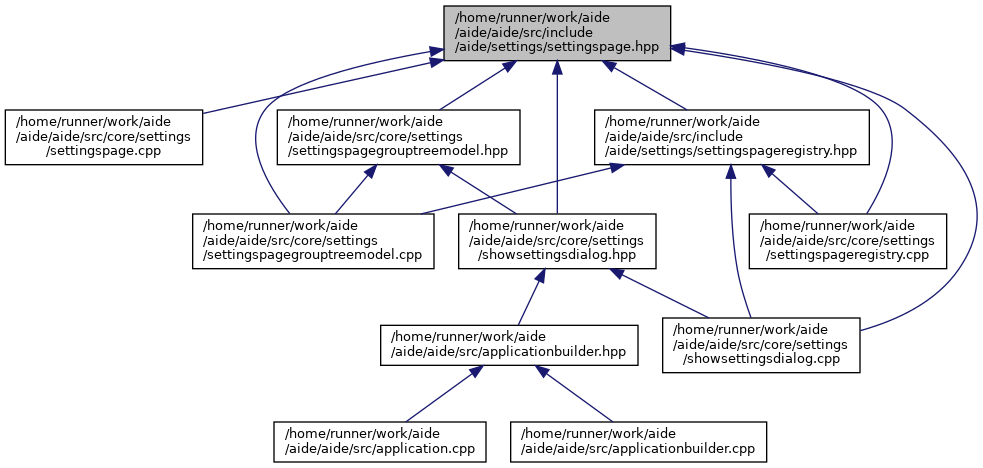 /home/runner/work/aide
/aide/aide/src/include
/aide/settings/settingspage.hpp
/home/runner/work/aide
/aide/aide/src/core/settings
/settingspage.cpp
/home/runner/work/aide
/aide/aide/src/core/settings
/settingspagegrouptreemodel.hpp
/home/runner/work/aide
/aide/aide/src/include
/aide/settings/settingspageregistry.hpp
/home/runner/work/aide
/aide/aide/src/core/settings
/settingspagegrouptreemodel.cpp
/home/runner/work/aide
/aide/aide/src/core/settings
/showsettingsdialog.hpp
/home/runner/work/aide
/aide/aide/src/core/settings
/settingspageregistry.cpp
/home/runner/work/aide
/aide/aide/src/applicationbuilder.hpp
/home/runner/work/aide
/aide/aide/src/core/settings
/showsettingsdialog.cpp
/home/runner/work/aide
/aide/aide/src/application.cpp
/home/runner/work/aide
/aide/aide/src/applicationbuilder.cpp